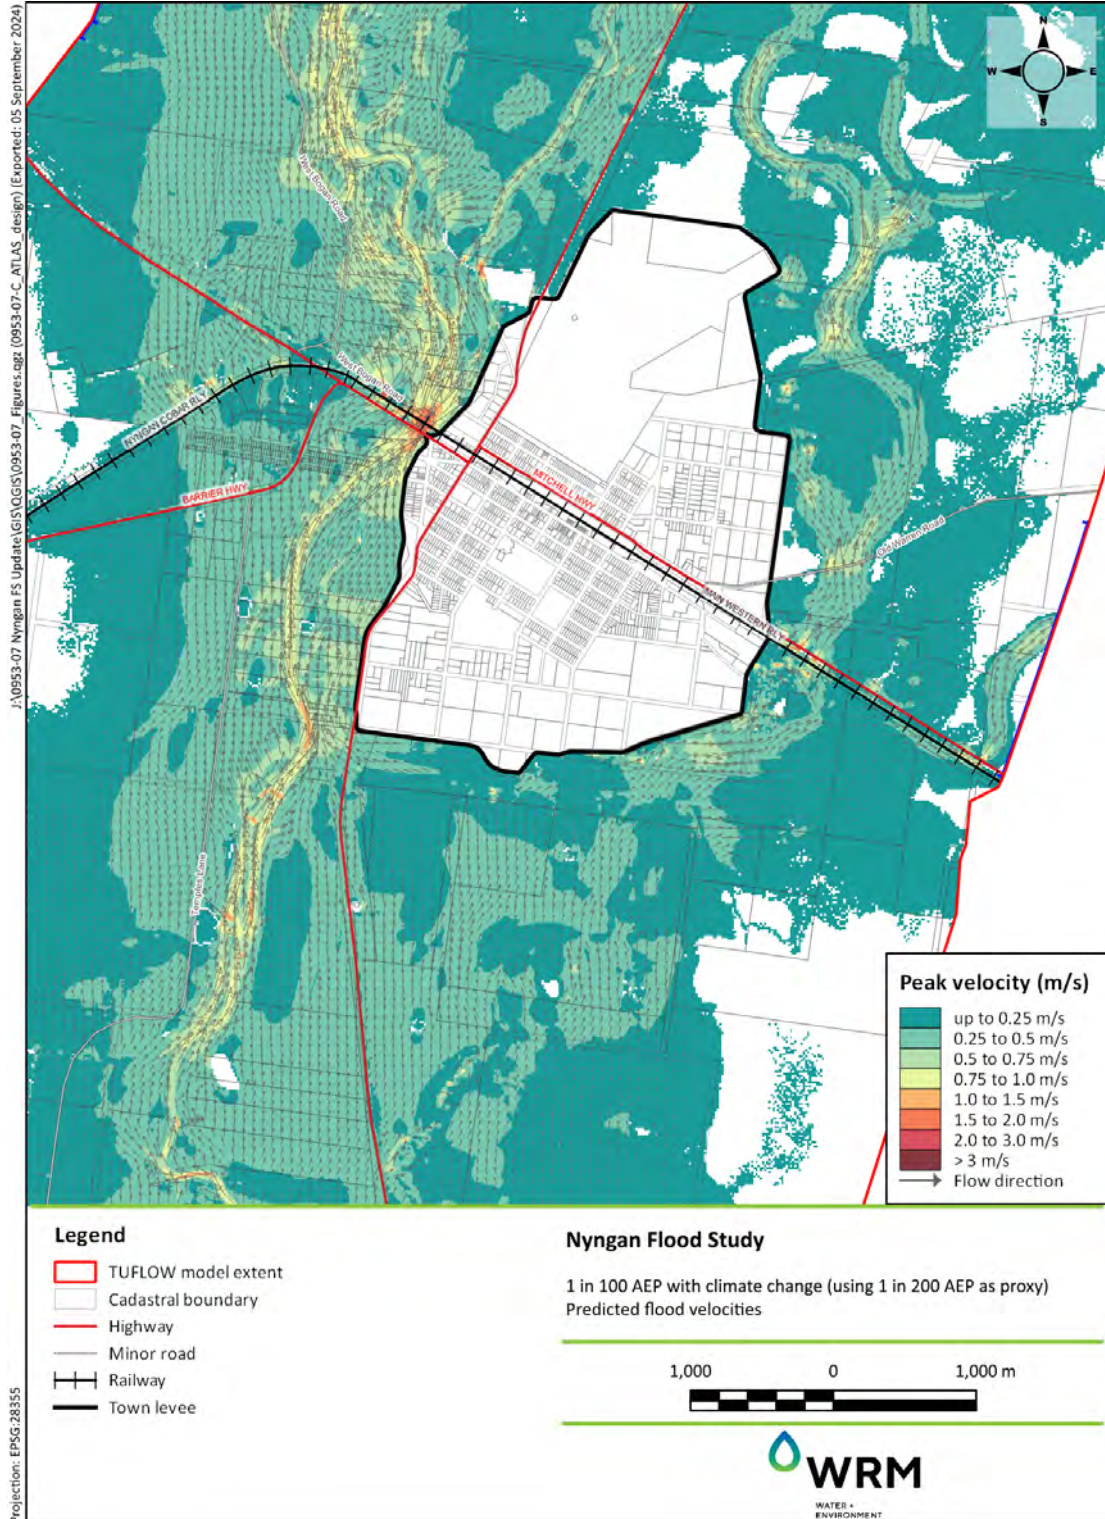 J:\0953-07 Nyngan FS Update\GIS\QGIS\0953-07_Figures.qgz (0953-07-C_ATLAS_design) (Exported: 05 September 2024)
Projection: EPSG:28355
N
W
E
S
West Bogan Road
West Bogan Road
NYNGAN COBAR RLY
BARRIER HWY
MITCHELL HWY
MAIN WESTERN RLY
Old Warren Road
Temples Lane
Peak velocity (m/s)
up to 0.25 m/s
0.25 to 0.5 m/s
0.5 to 0.75 m/s
0.75 to 1.0 m/s
1.0 to 1.5 m/s
1.5 to 2.0 m/s
2.0 to 3.0 m/s
> 3 m/s
Flow direction
Legend
TUFLOW model extent
Cadastral boundary
Highway
Minor road
Railway
Town levee
Nyngan Flood Study
1 in 100 AEP with climate change (using 1 in 200 AEP as proxy)
Predicted flood velocities
1,000 0 1,000 m
WRM
WATER +
ENVIRONMENT